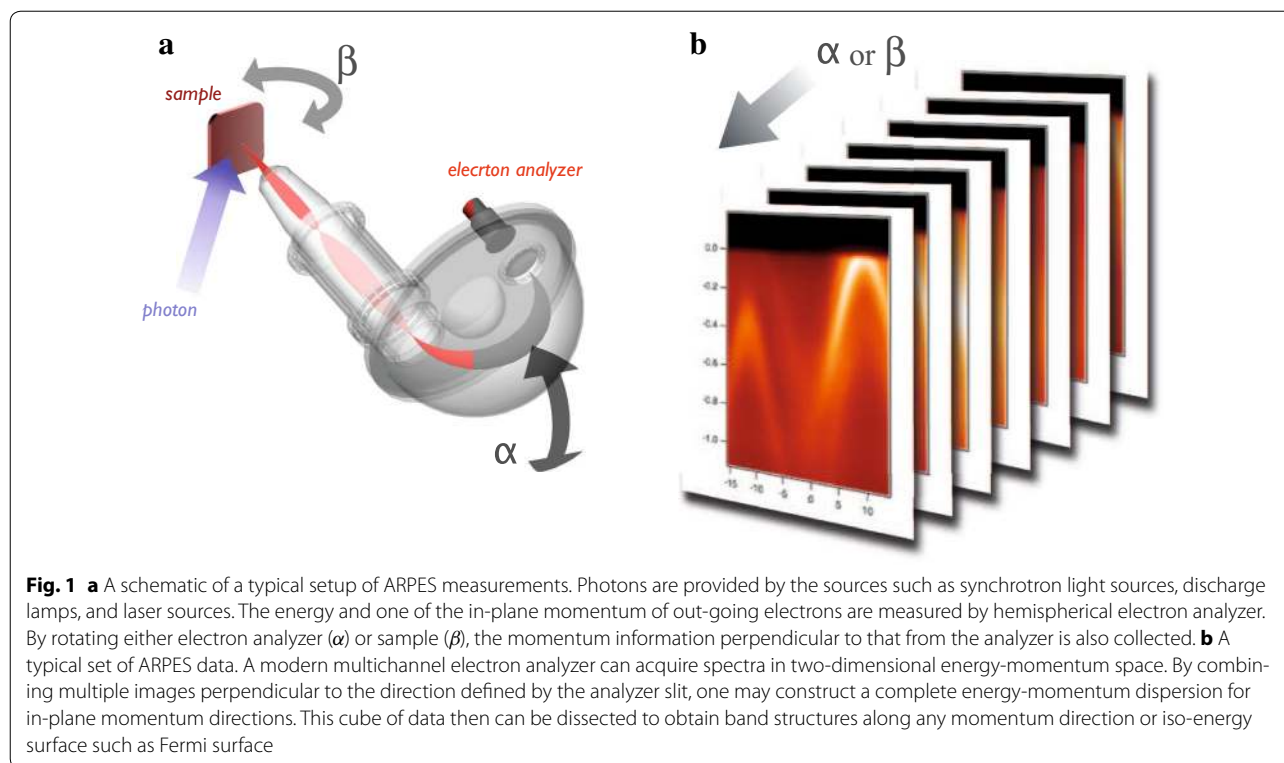 a
β
sample
elecrton analyzer
photon
α
b
α or β
0.0
-0.2
-0.4
-0.6
-0.8
-1.0
-15 -10 -5 0 5 10
Fig. 1 a A schematic of a typical setup of ARPES measurements. Photons are provided by the sources such as synchrotron light sources, discharge
lamps, and laser sources. The energy and one of the in-plane momentum of out-going electrons are measured by hemispherical electron analyzer.
By rotating either electron analyzer (α) or sample (β), the momentum information perpendicular to that from the analyzer is also collected. b A
typical set of ARPES data. A modern multichannel electron analyzer can acquire spectra in two-dimensional energy-momentum space. By combin-
ing multiple images perpendicular to the direction defined by the analyzer slit, one may construct a complete energy-momentum dispersion for
in-plane momentum directions. This cube of data then can be dissected to obtain band structures along any momentum direction or iso-energy
surface such as Fermi surface